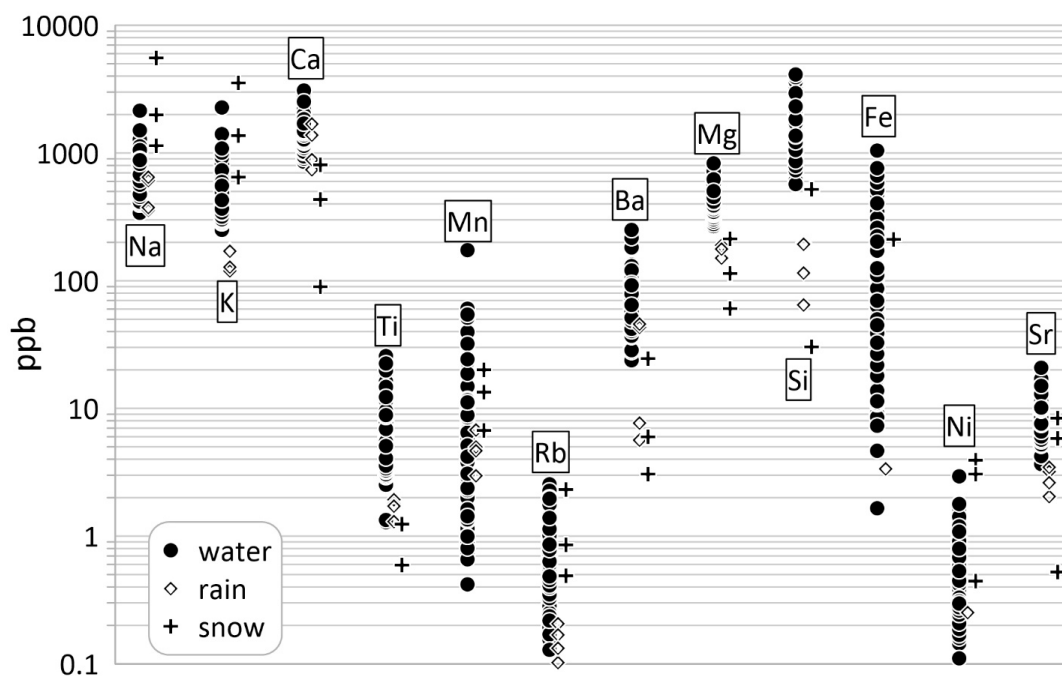 10000
1000
100
10
1
0.1
ppb
Na
K
Ca
Ti
Mn
Rb
Ba
Mg
Si
Fe
Ni
Sr
water
rain
snow